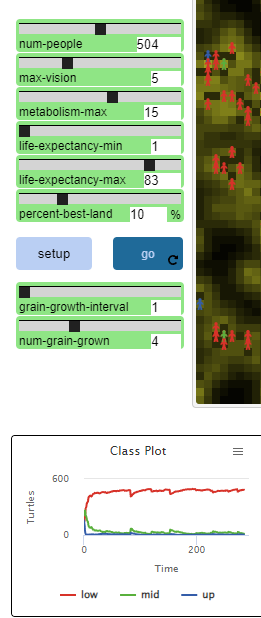 num-people 504
max-vision 5
metabolism-max 15
life-expectancy-min 1
life-expectancy-max 83
percent-best-land 10 %
setup go
grain-growth-interval 1
num-grain-grown 4
Class Plot
600
Turtles
0
0 200
Time
low mid up